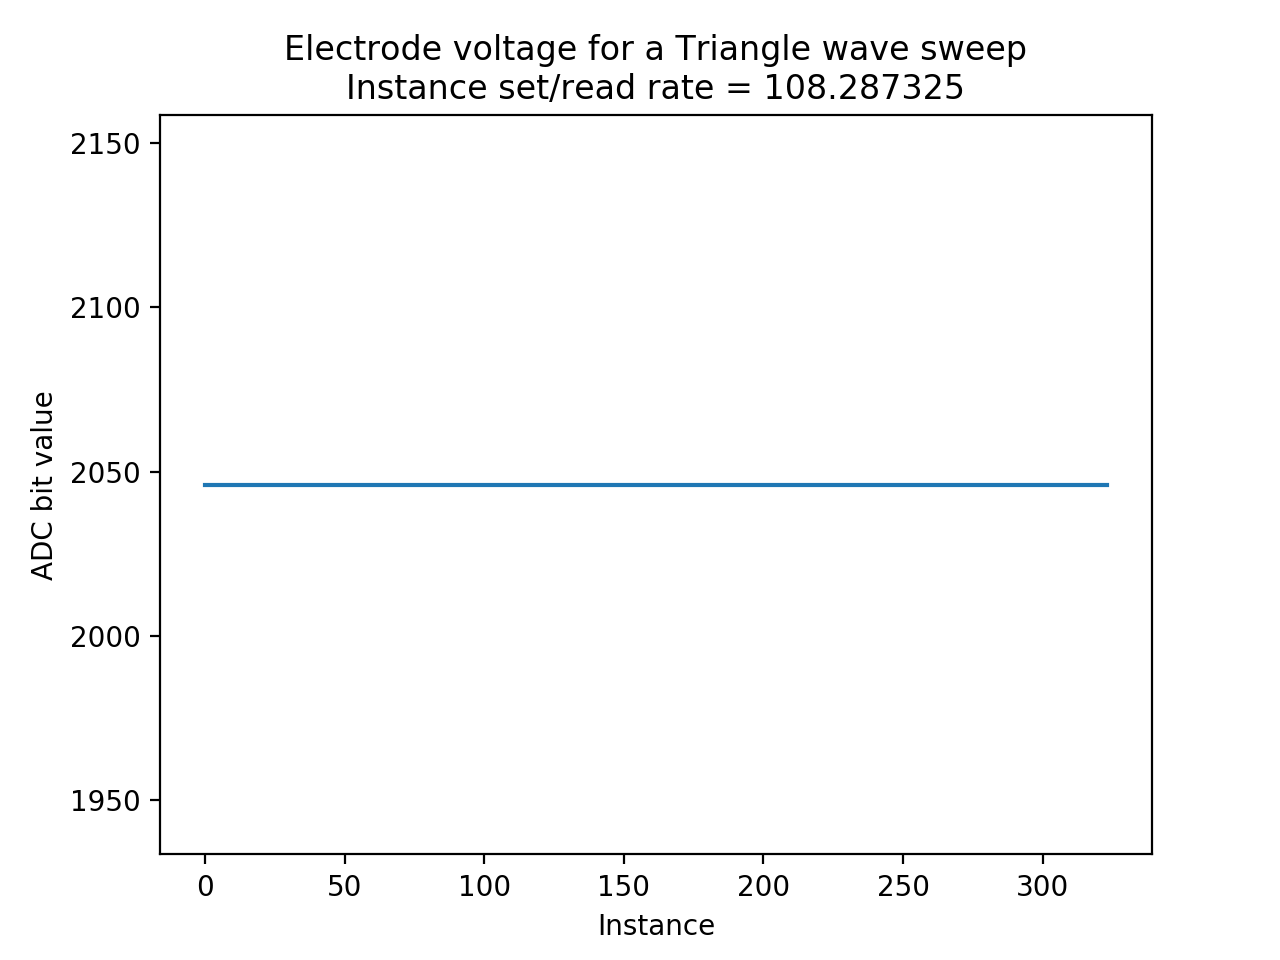 Electrode voltage for a Triangle wave sweep
Instance set/read rate = 108.287325
2150
2100
2050
2000
1950
ADC bit value
0 50 100 150 200 250 300
Instance